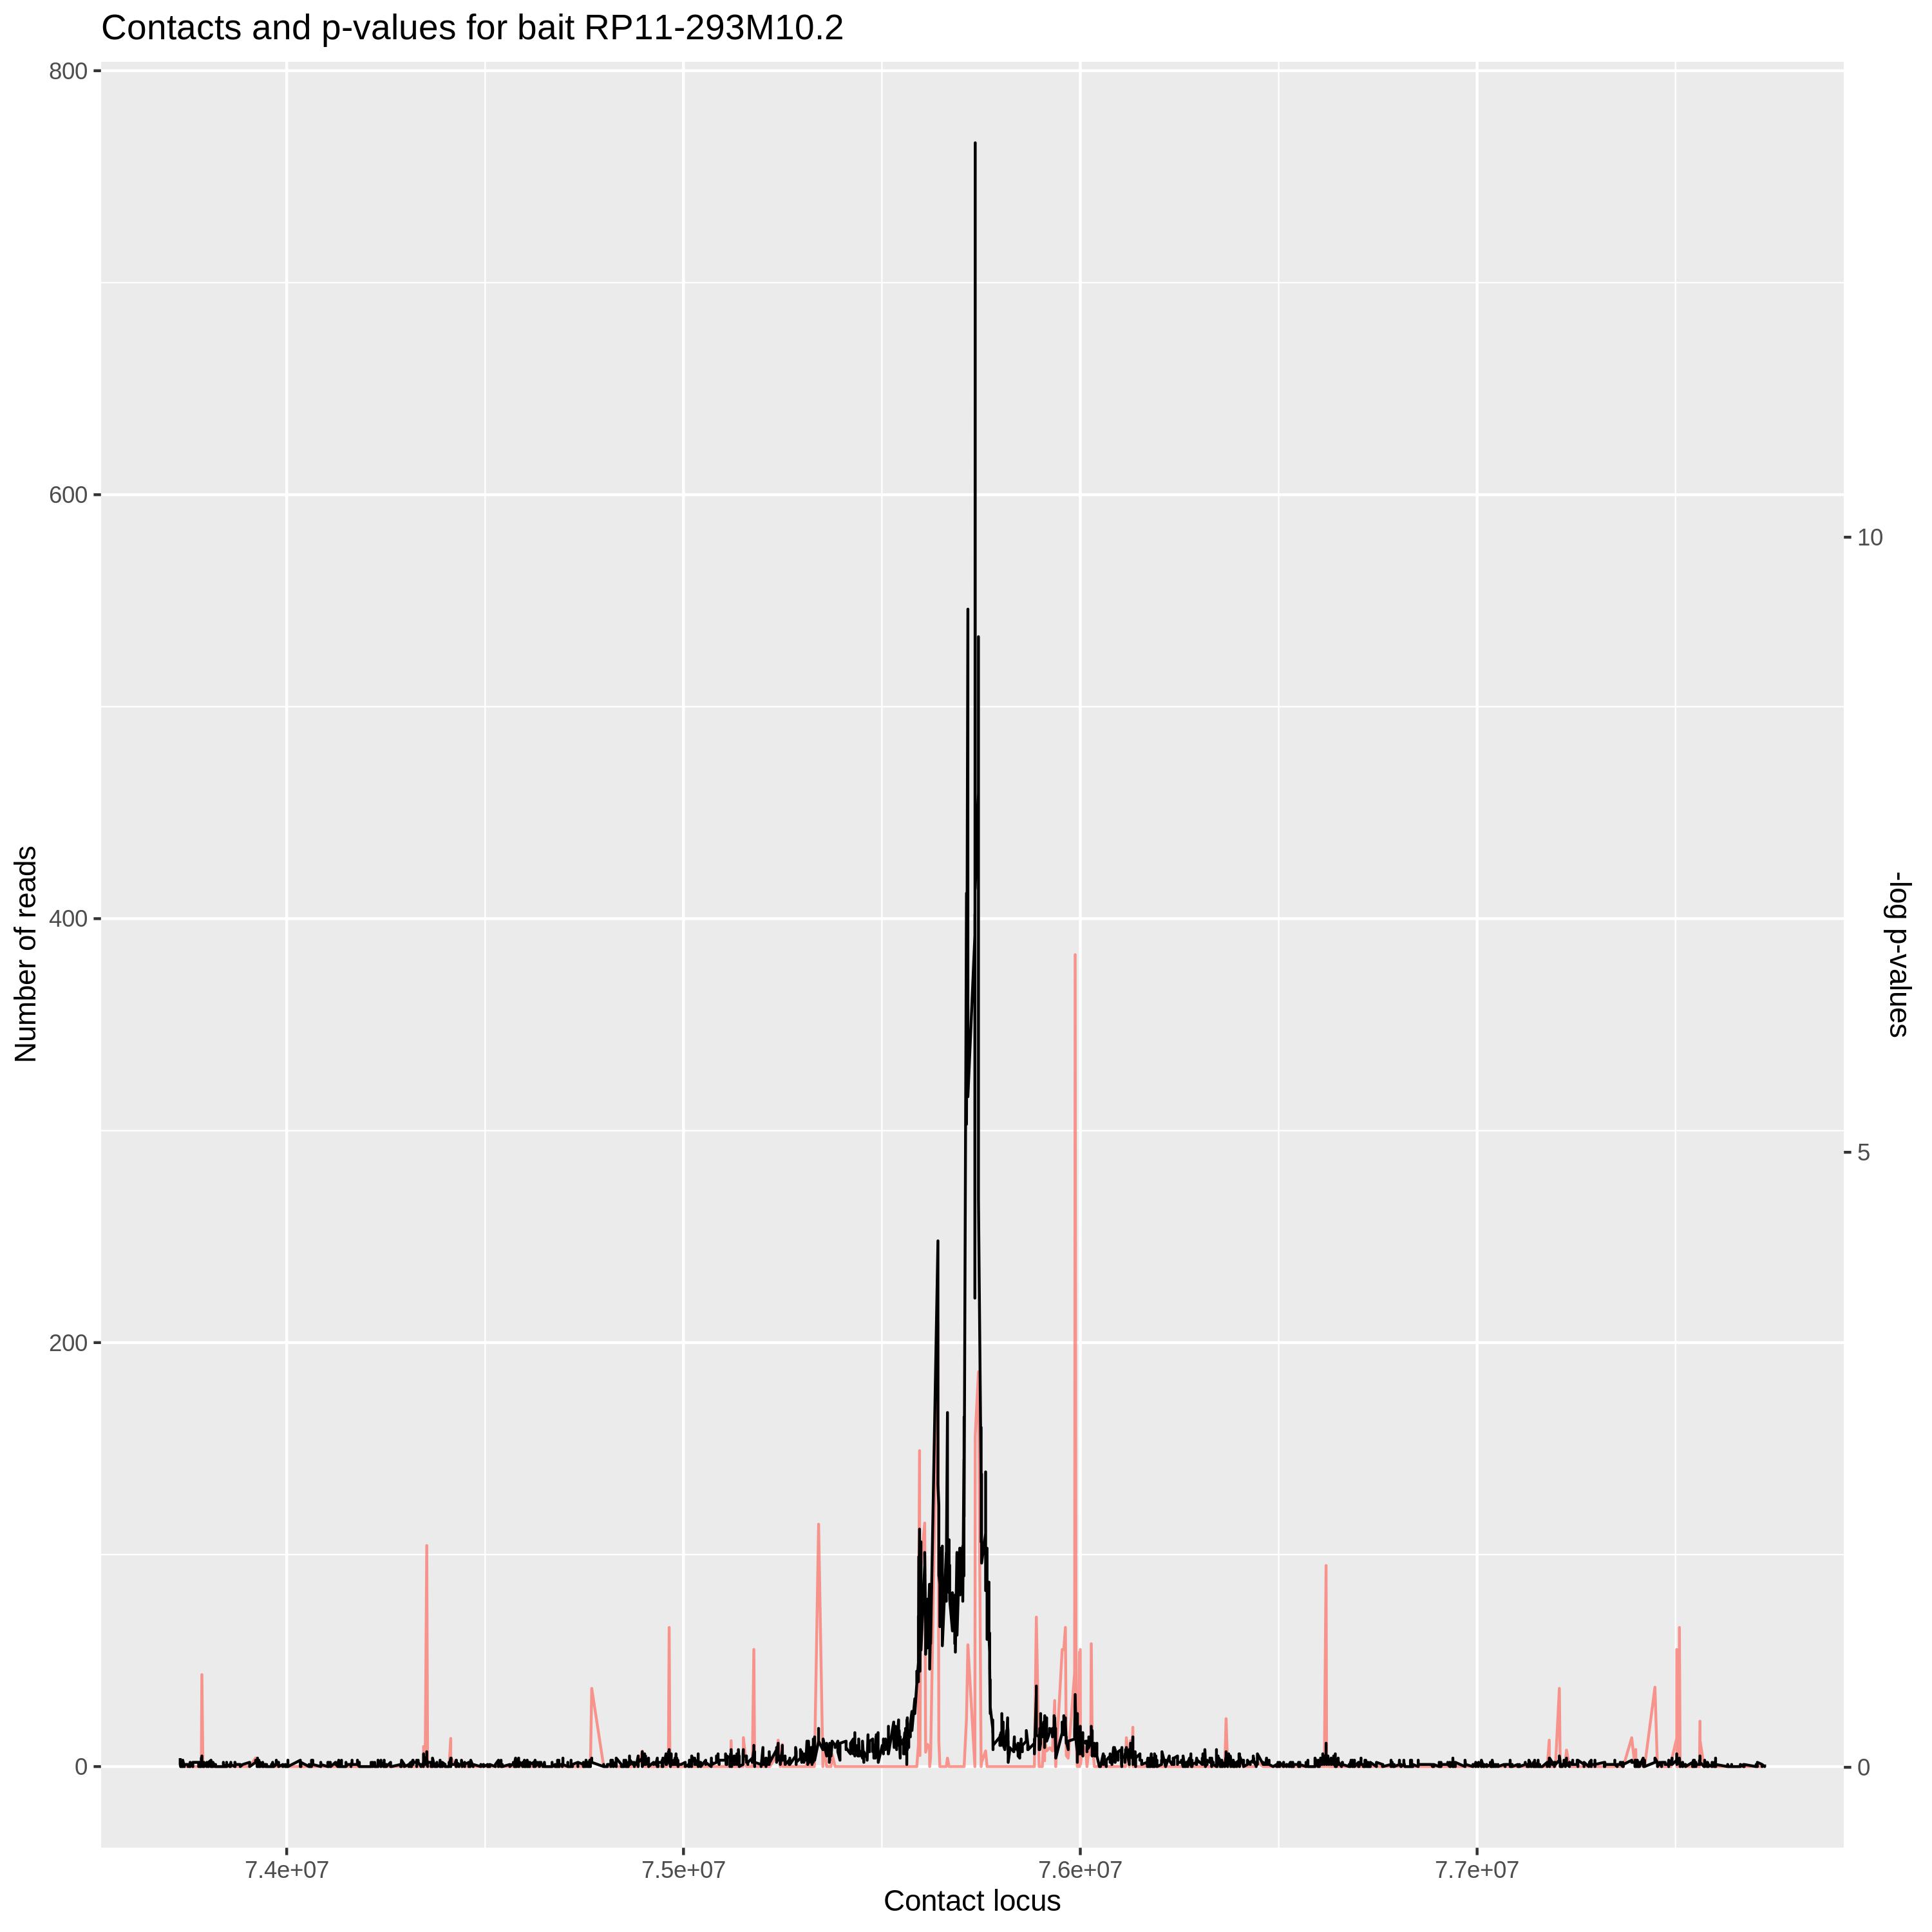 Contacts and p-values for bait RP11-293M10.2
800
600
400
200
0
Number of reads
10
5
0
-log p-values
7.4e+07
7.5e+07
7.6e+07
7.7e+07
Contact locus